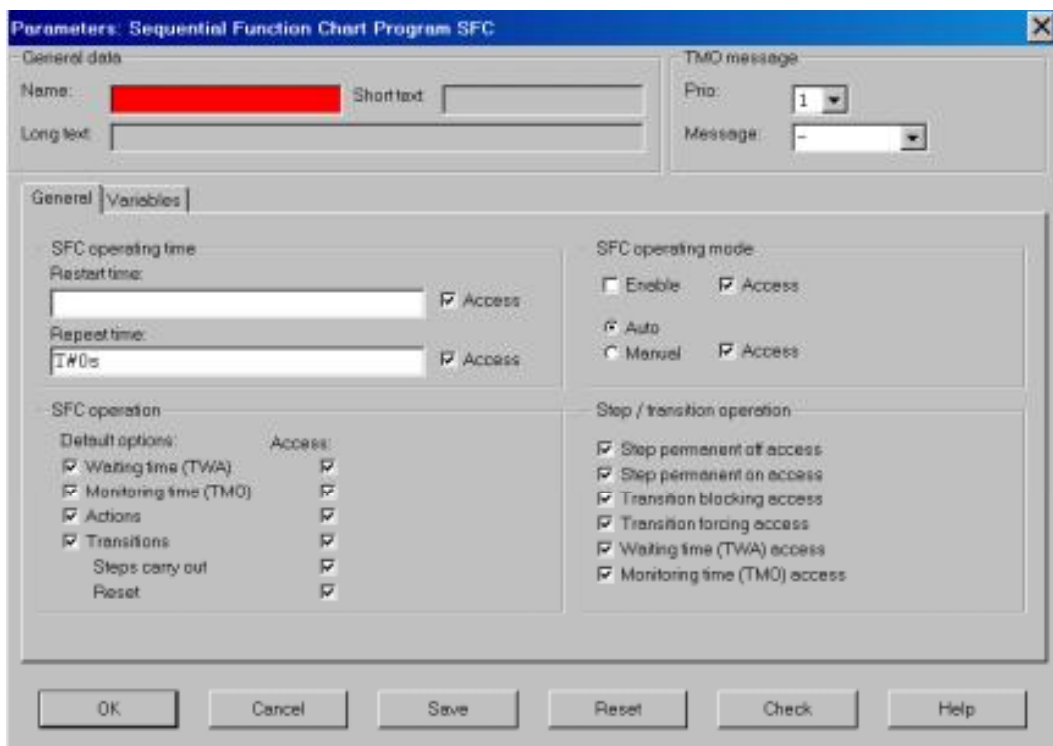 Parameters: Sequential Function Chart Program SFC
General data
Name:
Short text:
Long text:
TMO message
Prio:
1
Message:
-
General
Variables
SFC operating time
Restart time:
Access
Repeat time:
T#0s
Access
SFC operating mode
Enable
Access
Auto
Manual
Access
SFC operation
Default options:
Access:
Waiting time (TWA)
Monitoring time (TMO)
Actions
Transitions
Steps carry out
Reset
Step / transition operation
Step permanent off access
Step permanent on access
Transition blocking access
Transition forcing access
Waiting time (TWA) access
Monitoring time (TMO) access
OK
Cancel
Save
Reset
Check
Help